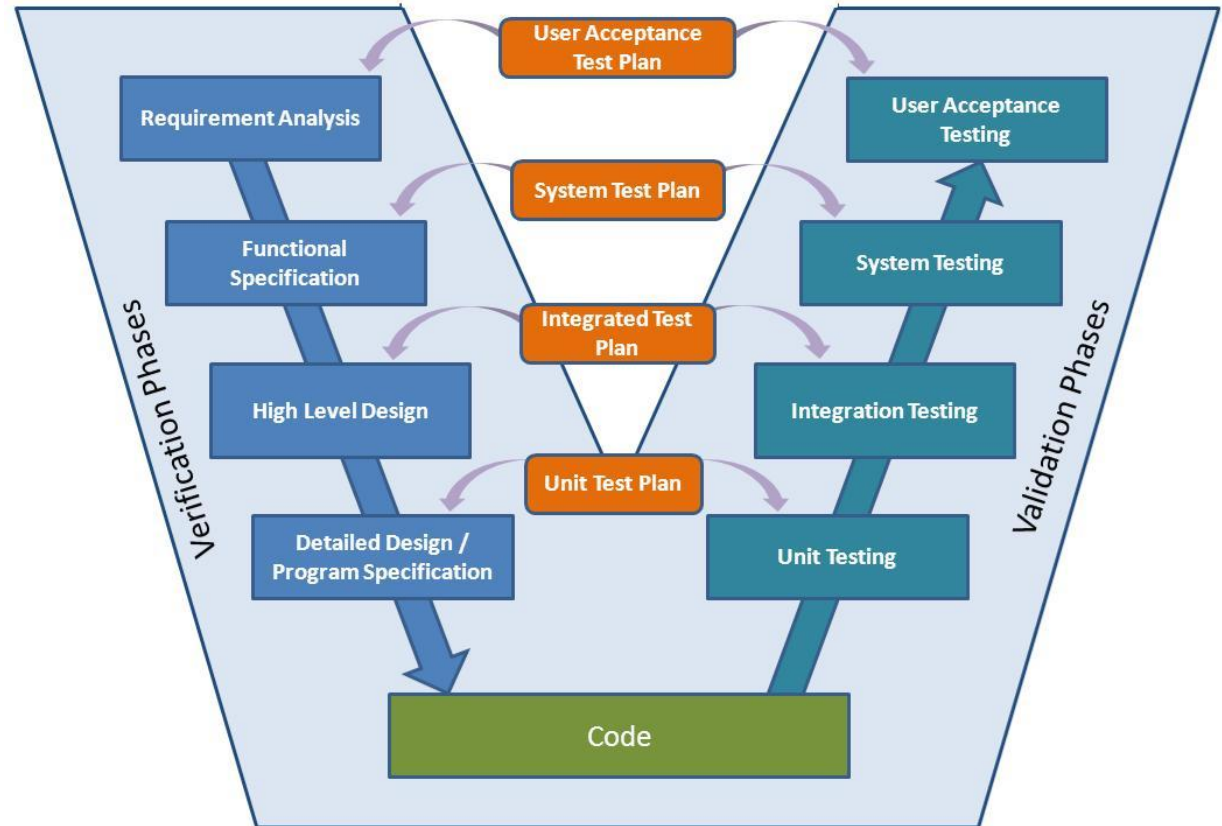 User Acceptance
Test Plan
Requirement Analysis
User Acceptance
Testing
System Test Plan
Functional
Specification
System Testing
Integrated Test
Plan
High Level Design
Integration Testing
Unit Test Plan
Detailed Design /
Program Specification
Unit Testing
Verification Phases
Validation Phases
Code